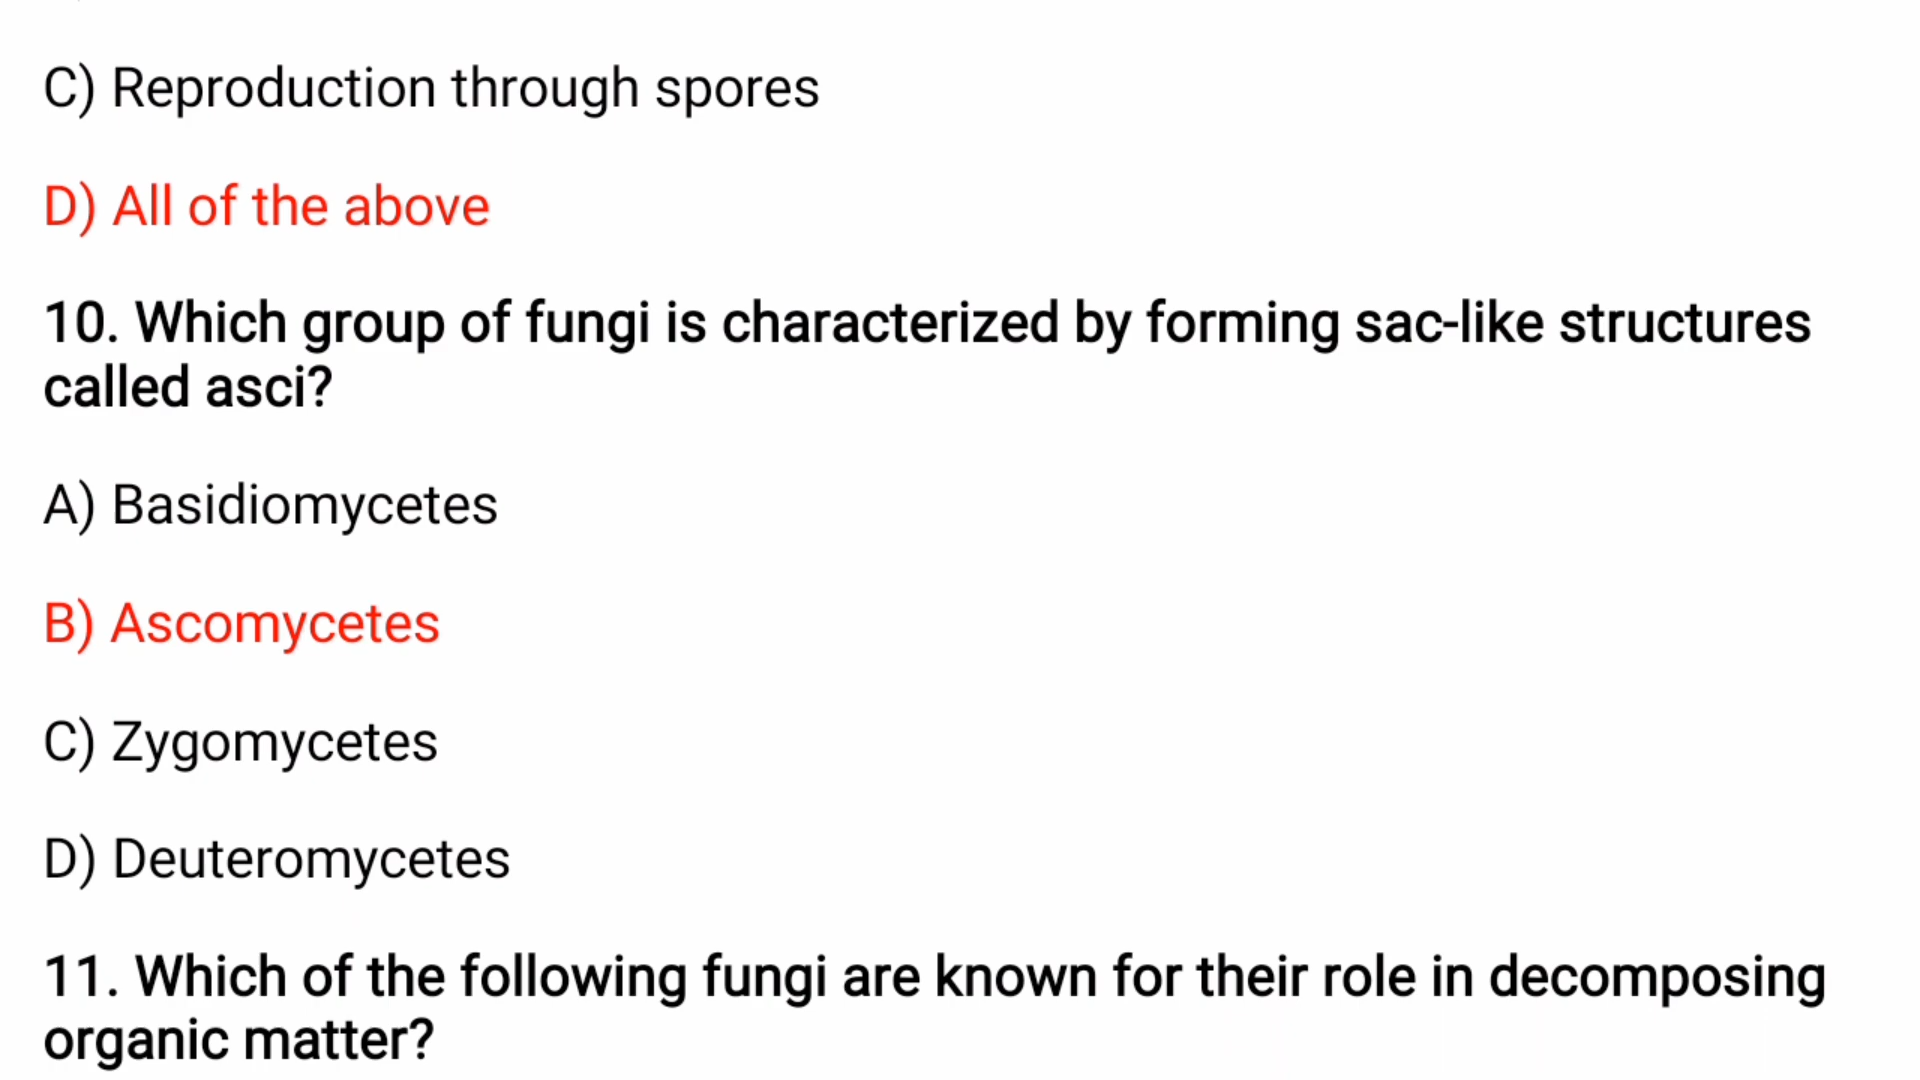 C) Reproduction through spores
D) All of the above
10. Which group of fungi is characterized by forming sac-like structures
called asci?
A) Basidiomycetes
B) Ascomycetes
C) Zygomycetes
D) Deuteromycetes
11. Which of the following fungi are known for their role in decomposing
organic matter?